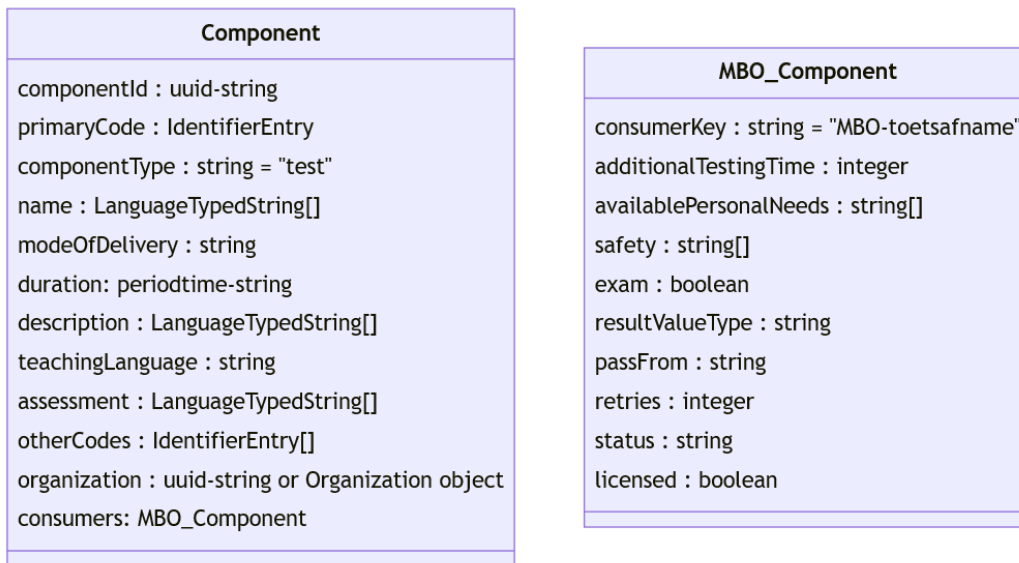 Component
componentId : uuid-string
primaryCode : IdentifierEntry
componentType : string = "test"
name : LanguageTypedString[]
modeOfDelivery : string
duration: periodtime-string
description : LanguageTypedString[]
teachingLanguage : string
assessment : LanguageTypedString[]
otherCodes : IdentifierEntry[]
organization : uuid-string or Organization object
consumers: MBO_Component
MBO_Component
consumerKey : string = "MBO-toetsafname"
additionalTestingTime : integer
availablePersonalNeeds : string[]
safety : string[]
exam : boolean
resultValueType : string
passFrom : string
retries : integer
status : string
licensed : boolean